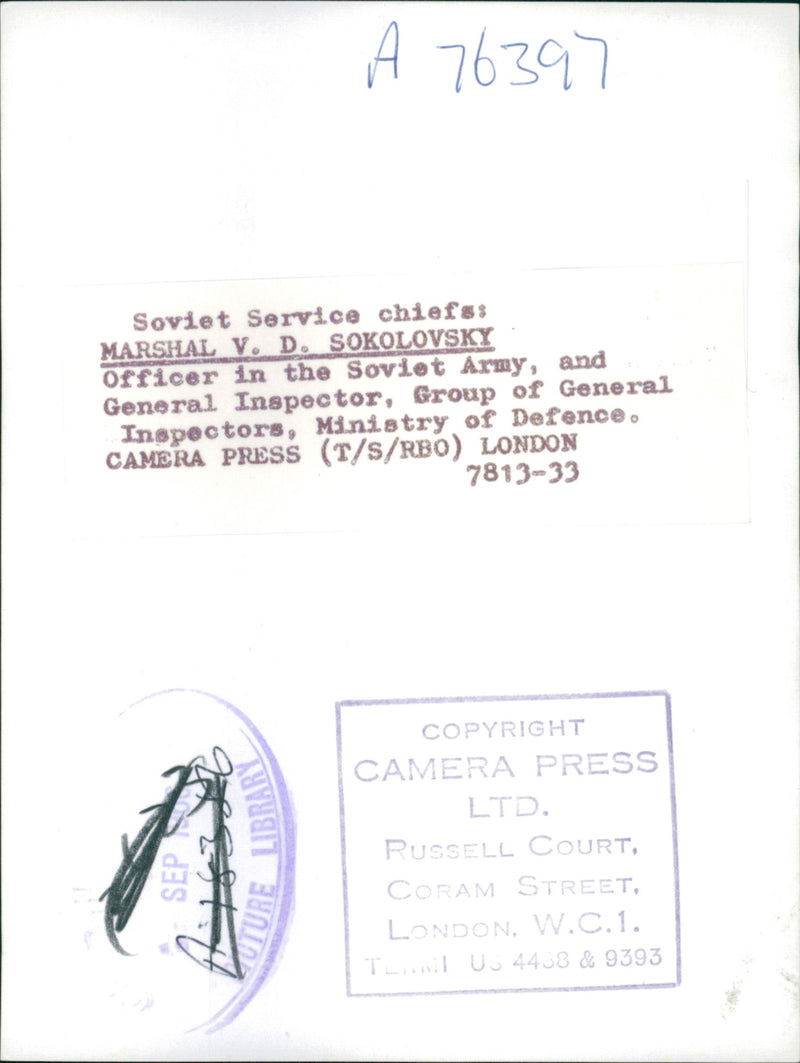 A 76397
Soviet Service chiefs:
MARSHAL V. D. SOKOLOVSKY
Officer in the Soviet Army, and
General Inspector, Group of General
Inspectors, Ministry of Defence.
CAMERA PRESS (T/S/RBO) LONDON
7813-33
SEP
PICTURE LIBRARY
COPYRIGHT
CAMERA PRESS
LTD.
RUSSELL COURT,
CORAM STREET,
LONDON, W.C.1.
4438 & 9393